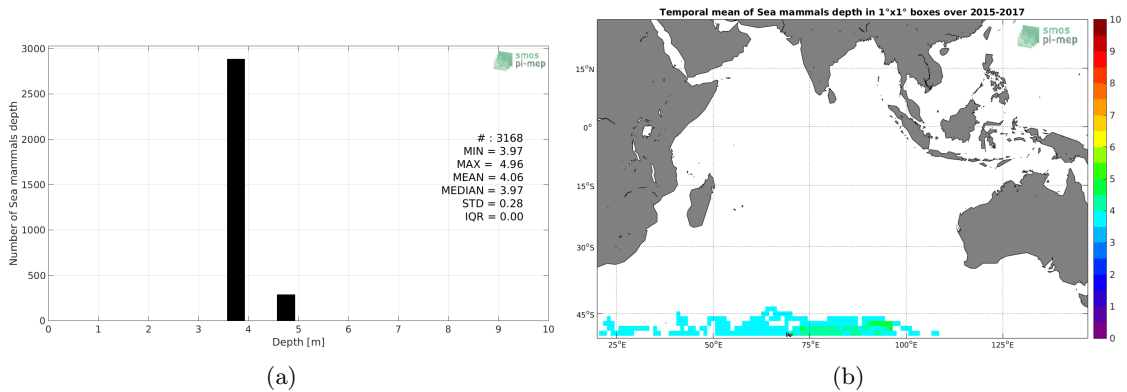 Temporal mean of Sea mammals depth in 1°x1° boxes over 2015-2017
3000
2500
2000
1500
1000
500
0
Number of Sea mammals depth
smos
pi-mep
# : 3168
MIN = 3.97
MAX = 4.96
MEAN = 4.06
MEDIAN = 3.97
STD = 0.28
IQR = 0.00
0 1 2 3 4 5 6 7 8 9 10
Depth [m]
(a)
smos
pi-mep
15°N
0°
15°S
30°S
45°S
25°E 50°E 75°E 100°E 125°E
10
9
8
7
6
5
4
3
2
1
0
(b)